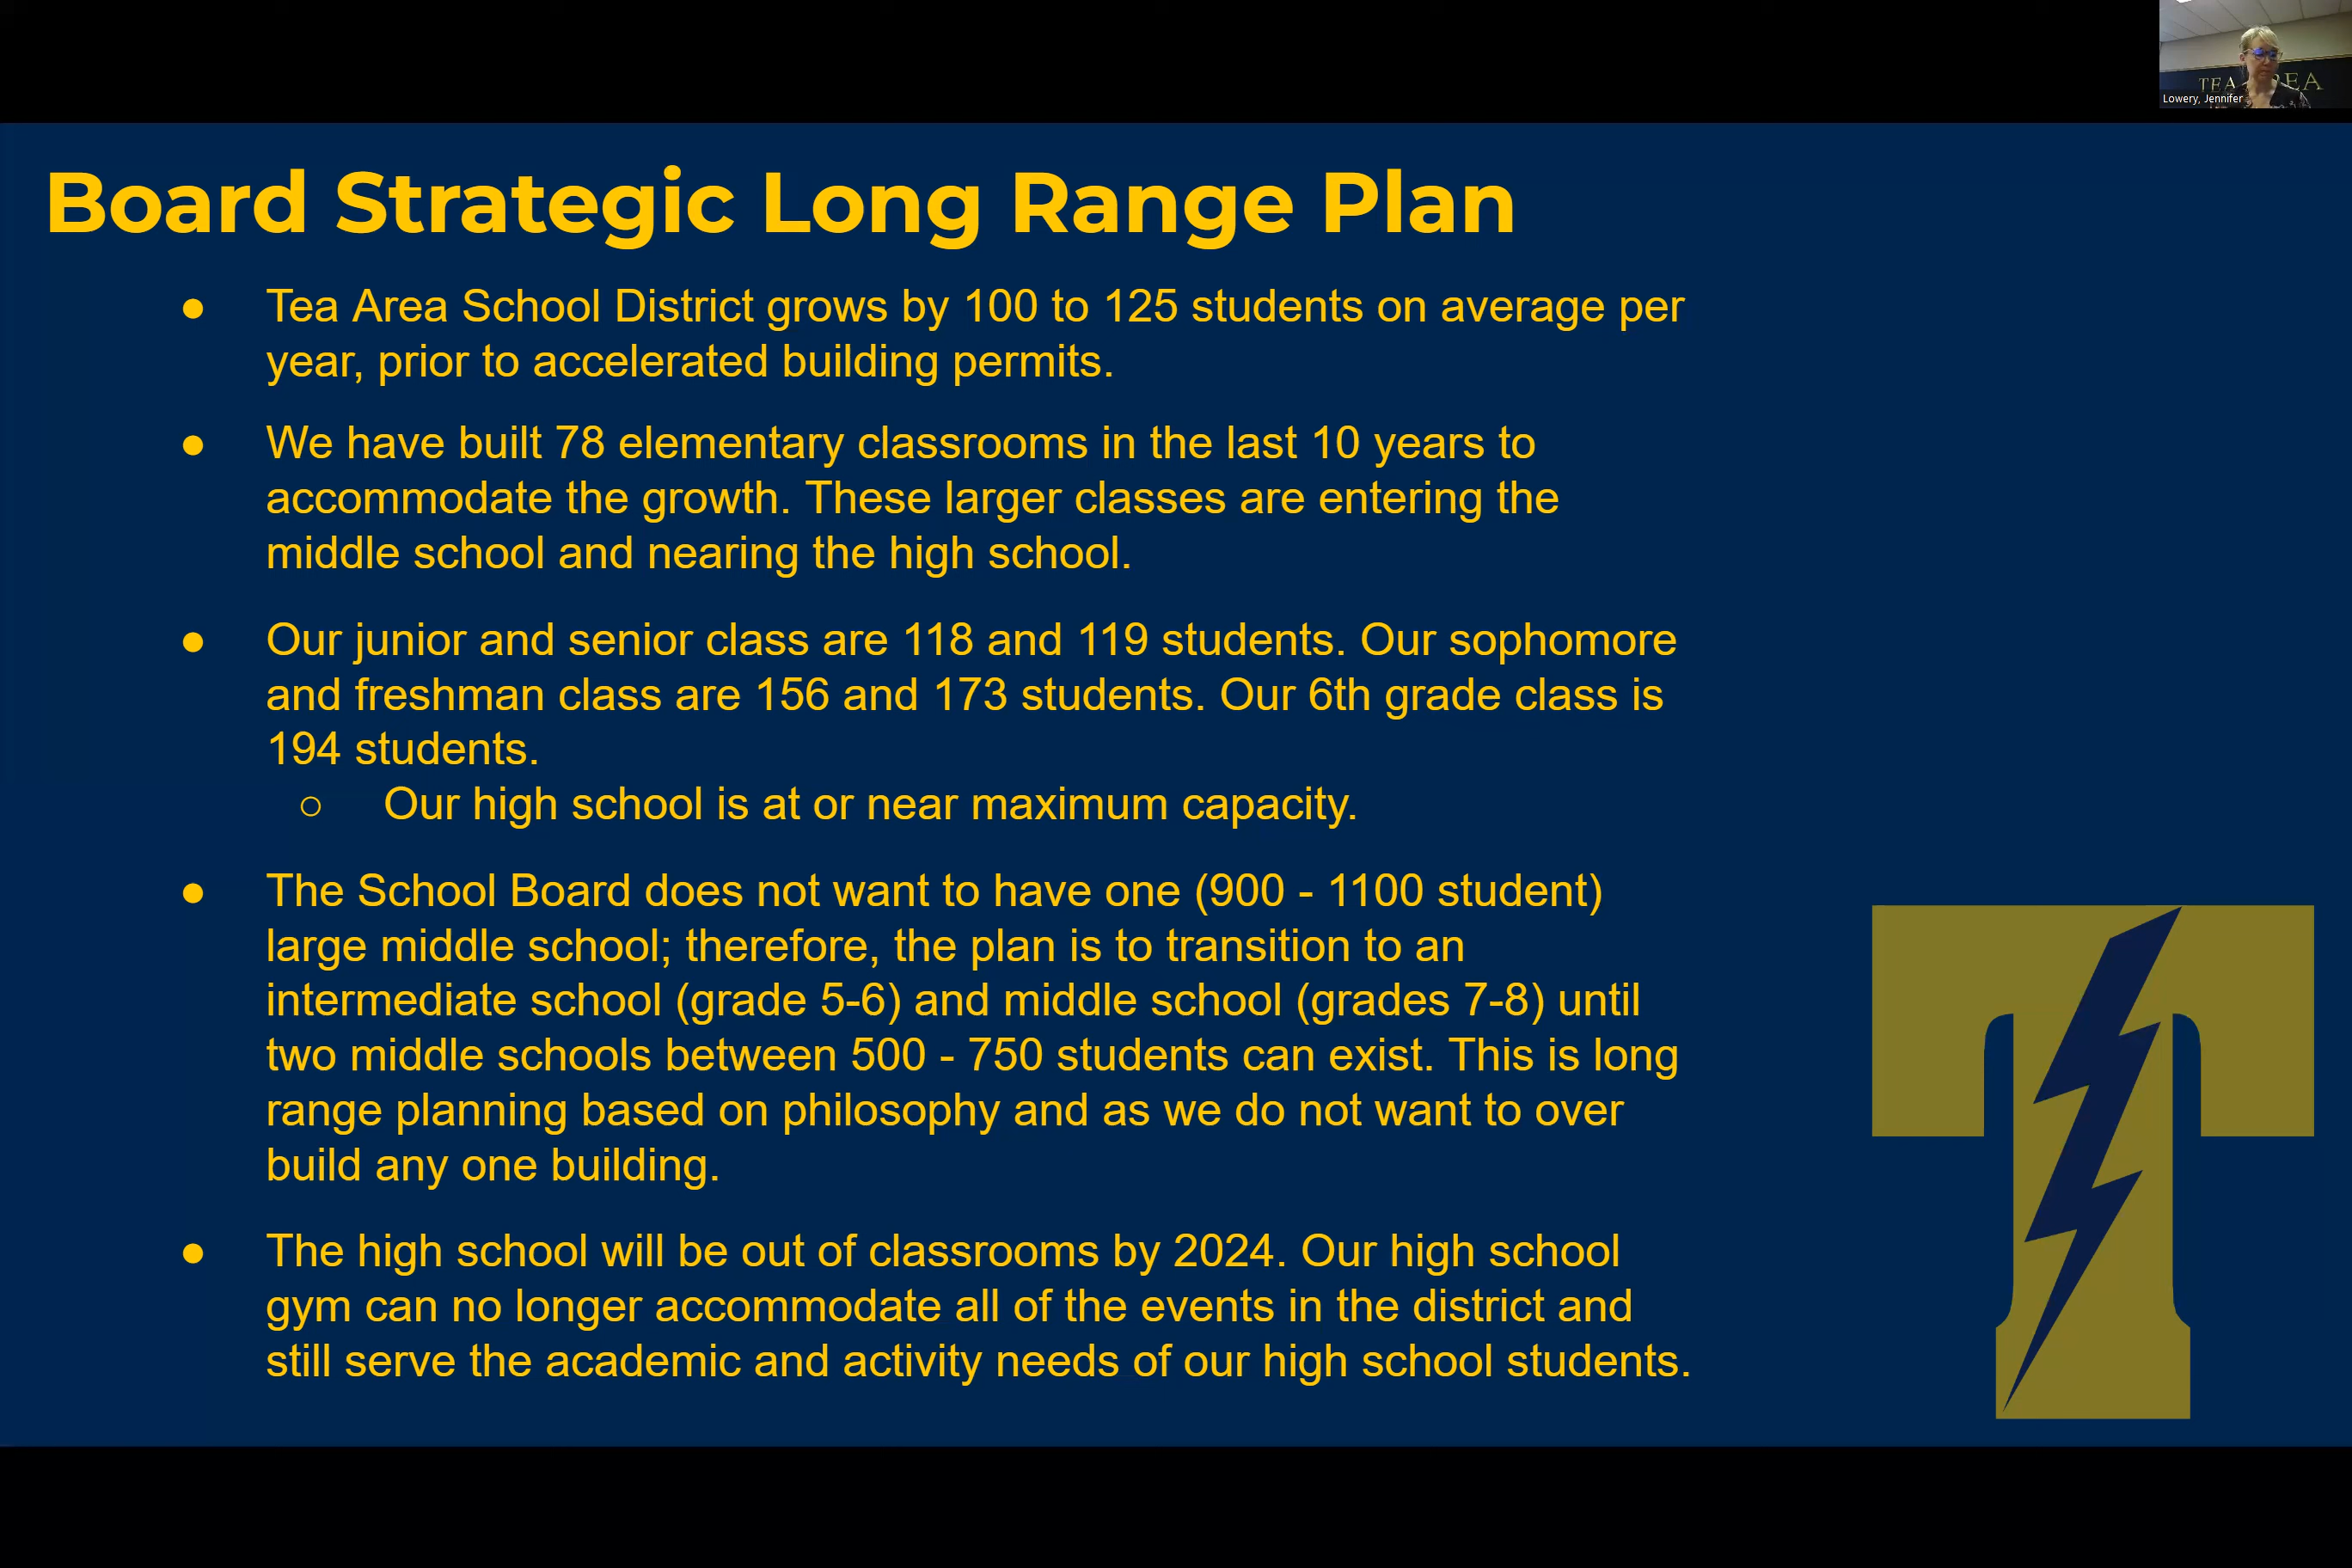 TEA AREA
Lowery, Jennifer
Board Strategic Long Range Plan
● Tea Area School District grows by 100 to 125 students on average per
year, prior to accelerated building permits.
● We have built 78 elementary classrooms in the last 10 years to
accommodate the growth. These larger classes are entering the
middle school and nearing the high school.
● Our junior and senior class are 118 and 119 students. Our sophomore
and freshman class are 156 and 173 students. Our 6th grade class is
194 students.
○ Our high school is at or near maximum capacity.
● The School Board does not want to have one (900 - 1100 student)
large middle school; therefore, the plan is to transition to an
intermediate school (grade 5-6) and middle school (grades 7-8) until
two middle schools between 500 - 750 students can exist. This is long
range planning based on philosophy and as we do not want to over
build any one building.
● The high school will be out of classrooms by 2024. Our high school
gym can no longer accommodate all of the events in the district and
still serve the academic and activity needs of our high school students.
T